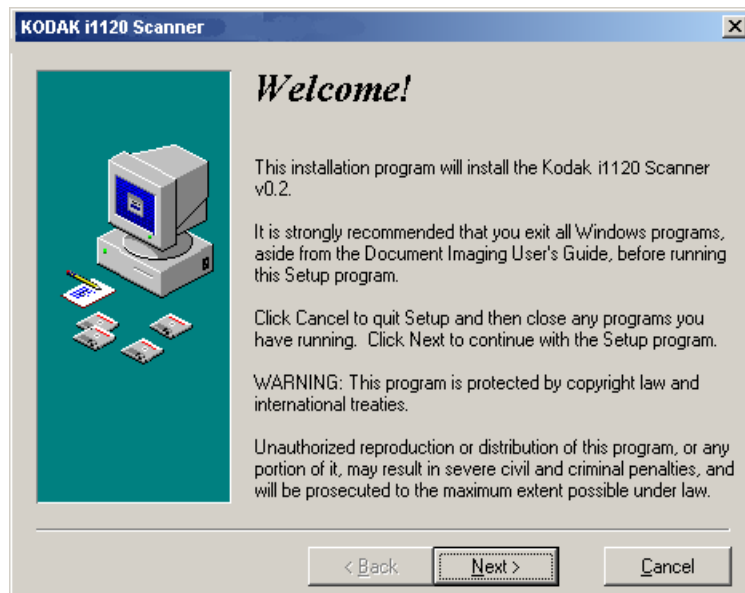 KODAK i1120 Scanner
Welcome!
This installation program will install the Kodak i1120 Scanner
v0.2.
It is strongly recommended that you exit all Windows programs,
aside from the Document Imaging User's Guide, before running
this Setup program.
Click Cancel to quit Setup and then close any programs you
have running.  Click Next to continue with the Setup program.
WARNING: This program is protected by copyright law and
international treaties.
Unauthorized reproduction or distribution of this program, or any
portion of it, may result in severe civil and criminal penalties, and
will be prosecuted to the maximum extent possible under law.
< Back Next > Cancel